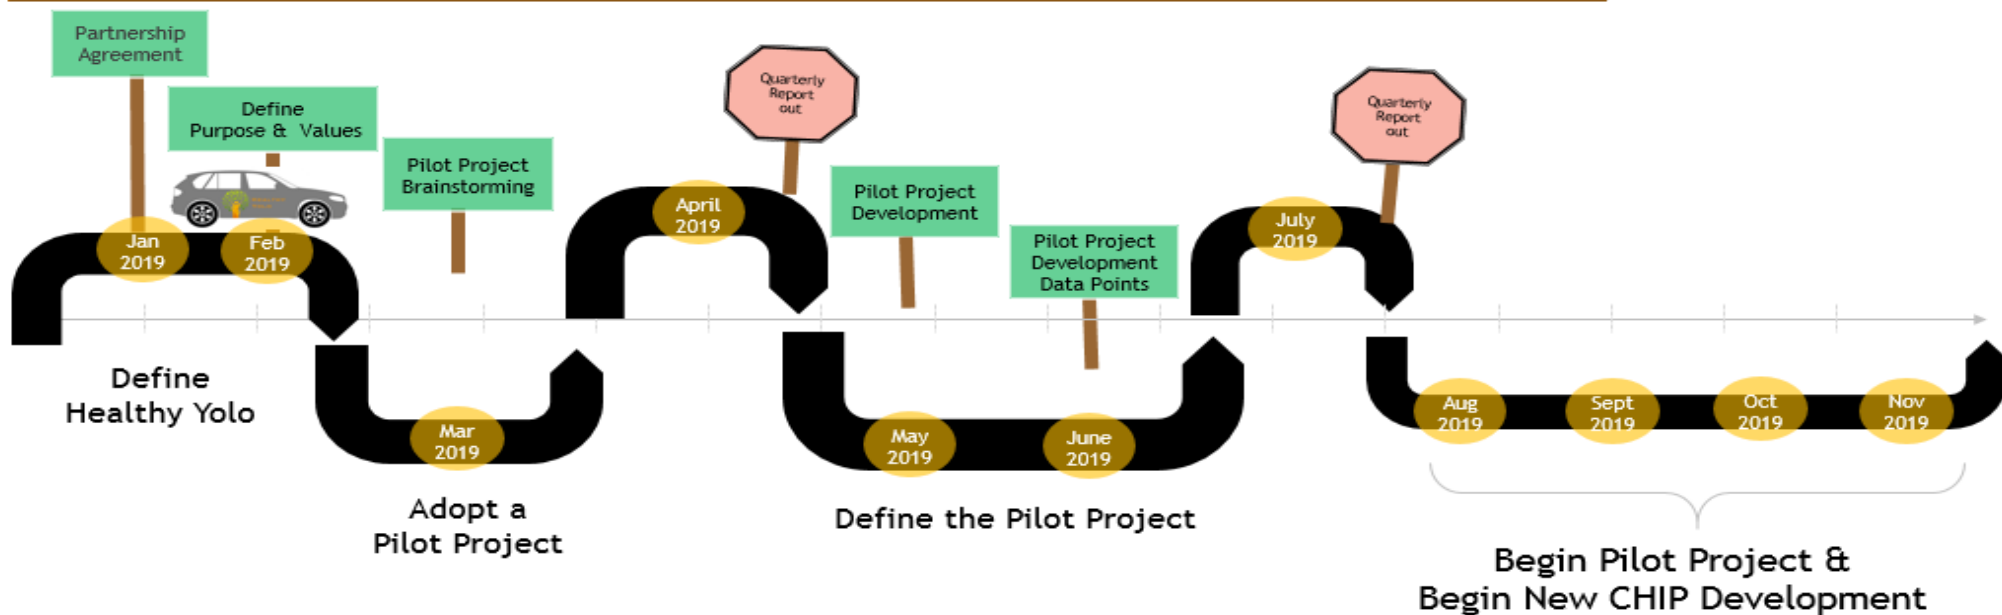 Partnership
Agreement
Define
Purpose & Values
Pilot Project
Brainstorming
Quarterly
Report
out
Pilot Project
Development
Pilot Project
Development
Data Points
Quarterly
Report
out
Jan
2019
Feb
2019
April
2019
July
2019
Define
Healthy Yolo
Mar
2019
May
2019
June
2019
Aug
2019
Sept
2019
Oct
2019
Nov
2019
Adopt a
Pilot Project
Define the Pilot Project
Begin Pilot Project &
Begin New CHIP Development